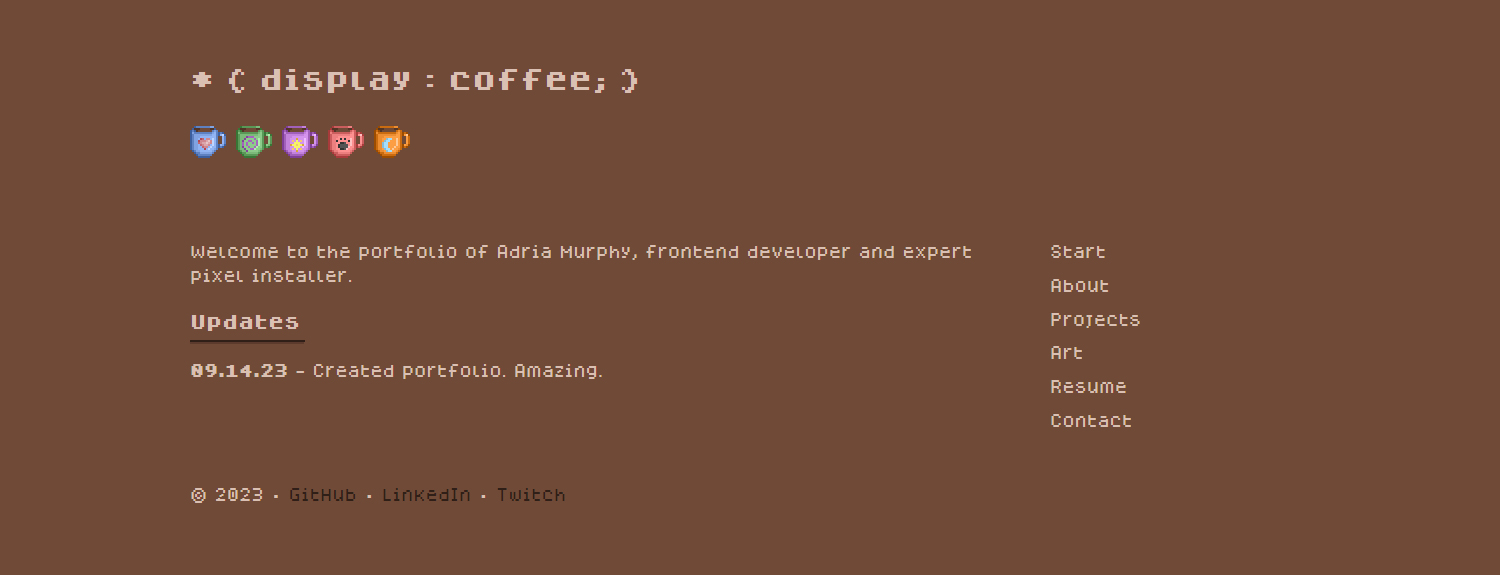 * { display : coffee; }
Welcome to the portfolio of Adria Murphy, frontend developer and expert
pixel installer.
Updates
09.14.23 - Created portfolio. Amazing.
Start
About
Projects
Art
Resume
Contact
© 2023 · GitHub · LinkedIn · Twitch